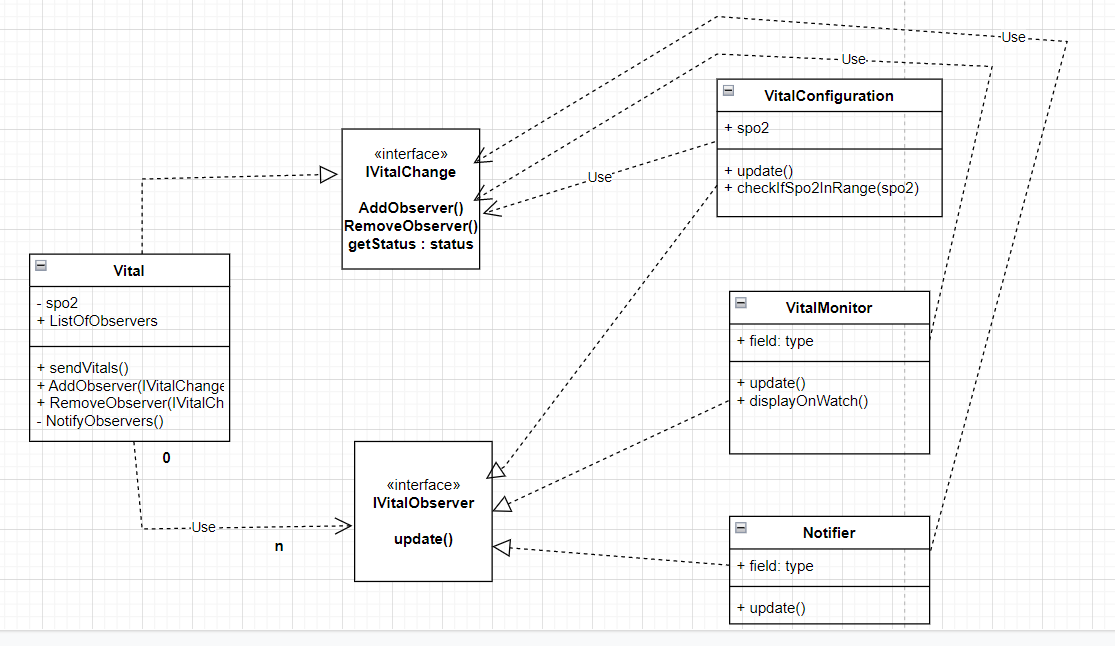 Use
Use
VitalConfiguration
+ spo2
+ update()
+ checkIfSpo2InRange(spo2)
«interface»
IVitalChange
AddObserver()
RemoveObserver()
getStatus : status
Use
Vital
- spo2
+ ListOfObservers
+ sendVitals()
+ AddObserver(IVitalChange
+ RemoveObserver(IVitalCh
- NotifyObservers()
VitalMonitor
+ field: type
+ update()
+ displayOnWatch()
0
«interface»
IVitalObserver
update()
Use
n
Notifier
+ field: type
+ update()